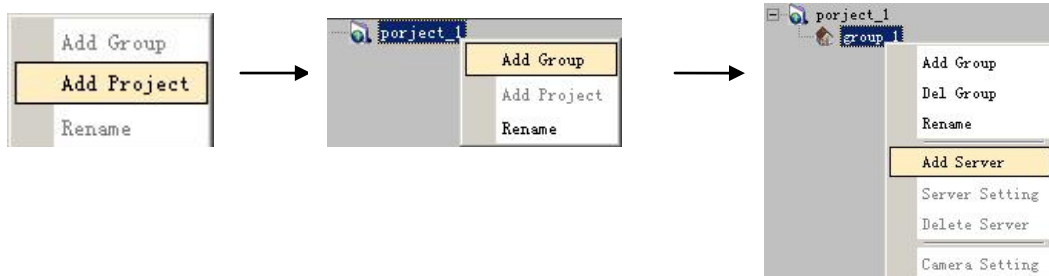 Add Group
Add Project
Rename
porject_1
Add Group
Add Project
Rename
porject_1
group_1
Add Group
Del Group
Rename
Add Server
Server Setting
Delete Server
Camera Setting